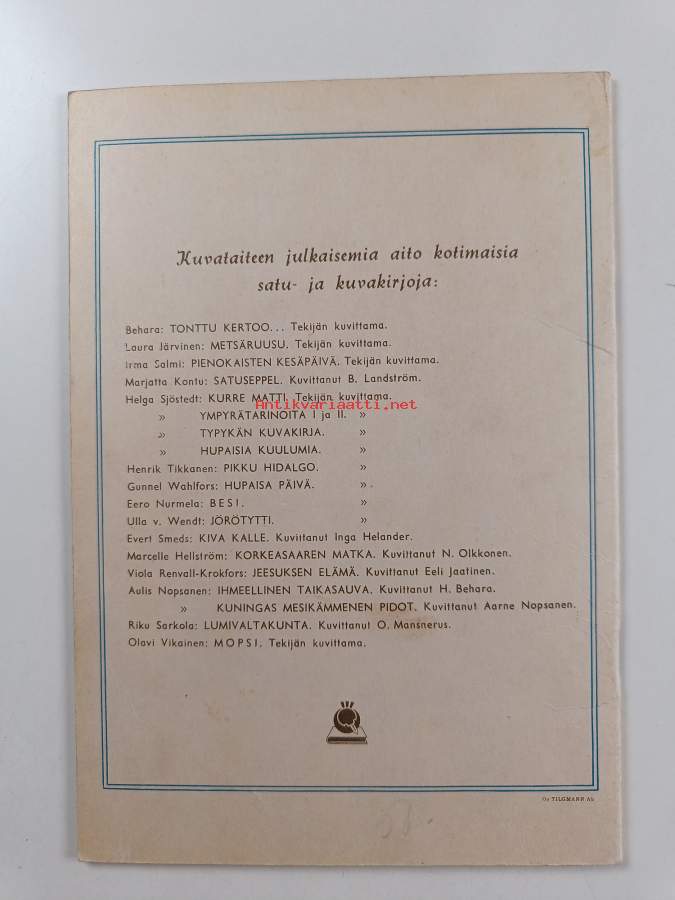 Kuvataiteen julkaisemia aito kotimaisia
satu- ja kuvakirjoja:
Behara: TONTTU KERTOO... Tekijän kuvittama.
Laura Järvinen: METSÄRUUSU. Tekijän kuvittama.
Irma Salmi: PIENOKAISTEN KESÄPÄIVÄ. Tekijän kuvittama.
Marjatta Kontu: SATUSEPPEL. Kuvittanut B. Landström.
Helga Sjöstedt: KURRE MATTI. Tekijän kuvittama.
Antikvariaatti.net
» YMPYRÄTARINOITA I ja II. »
» TYPYKÄN KUVAKIRJA. »
» HUPAISIA KUULUMIA. »
Henrik Tikkanen: PIKKU HIDALGO. »
Gunnel Wahlfors: HUPAISA PÄIVÄ. » .
Eero Nurmela: BESI. »
Ulla v. Wendt: JÖRÖTYTTI. »
Evert Smeds: KIVA KALLE. Kuvittanut Inga Helander.
Marcelle Hellström: KORKEASAAREN MATKA. Kuvittanut N. Olkkonen.
Viola Renvall-Krokfors: JEESUKSEN ELÄMÄ. Kuvittanut Eeli Jaatinen.
Aulis Nopsanen: IHMEELLINEN TAIKASAUVA. Kuvittanut H. Behara.
» KUNINGAS MESIKÄMMENEN PIDOT. Kuvittanut Aarne Nopsanen.
Riku Sarkola: LUMIVALTAKUNTA. Kuvittanut O. Mansnerus.
Olavi Vikainen: MOPSI. Tekijän kuvittama.
Oy TILGMANN Ab